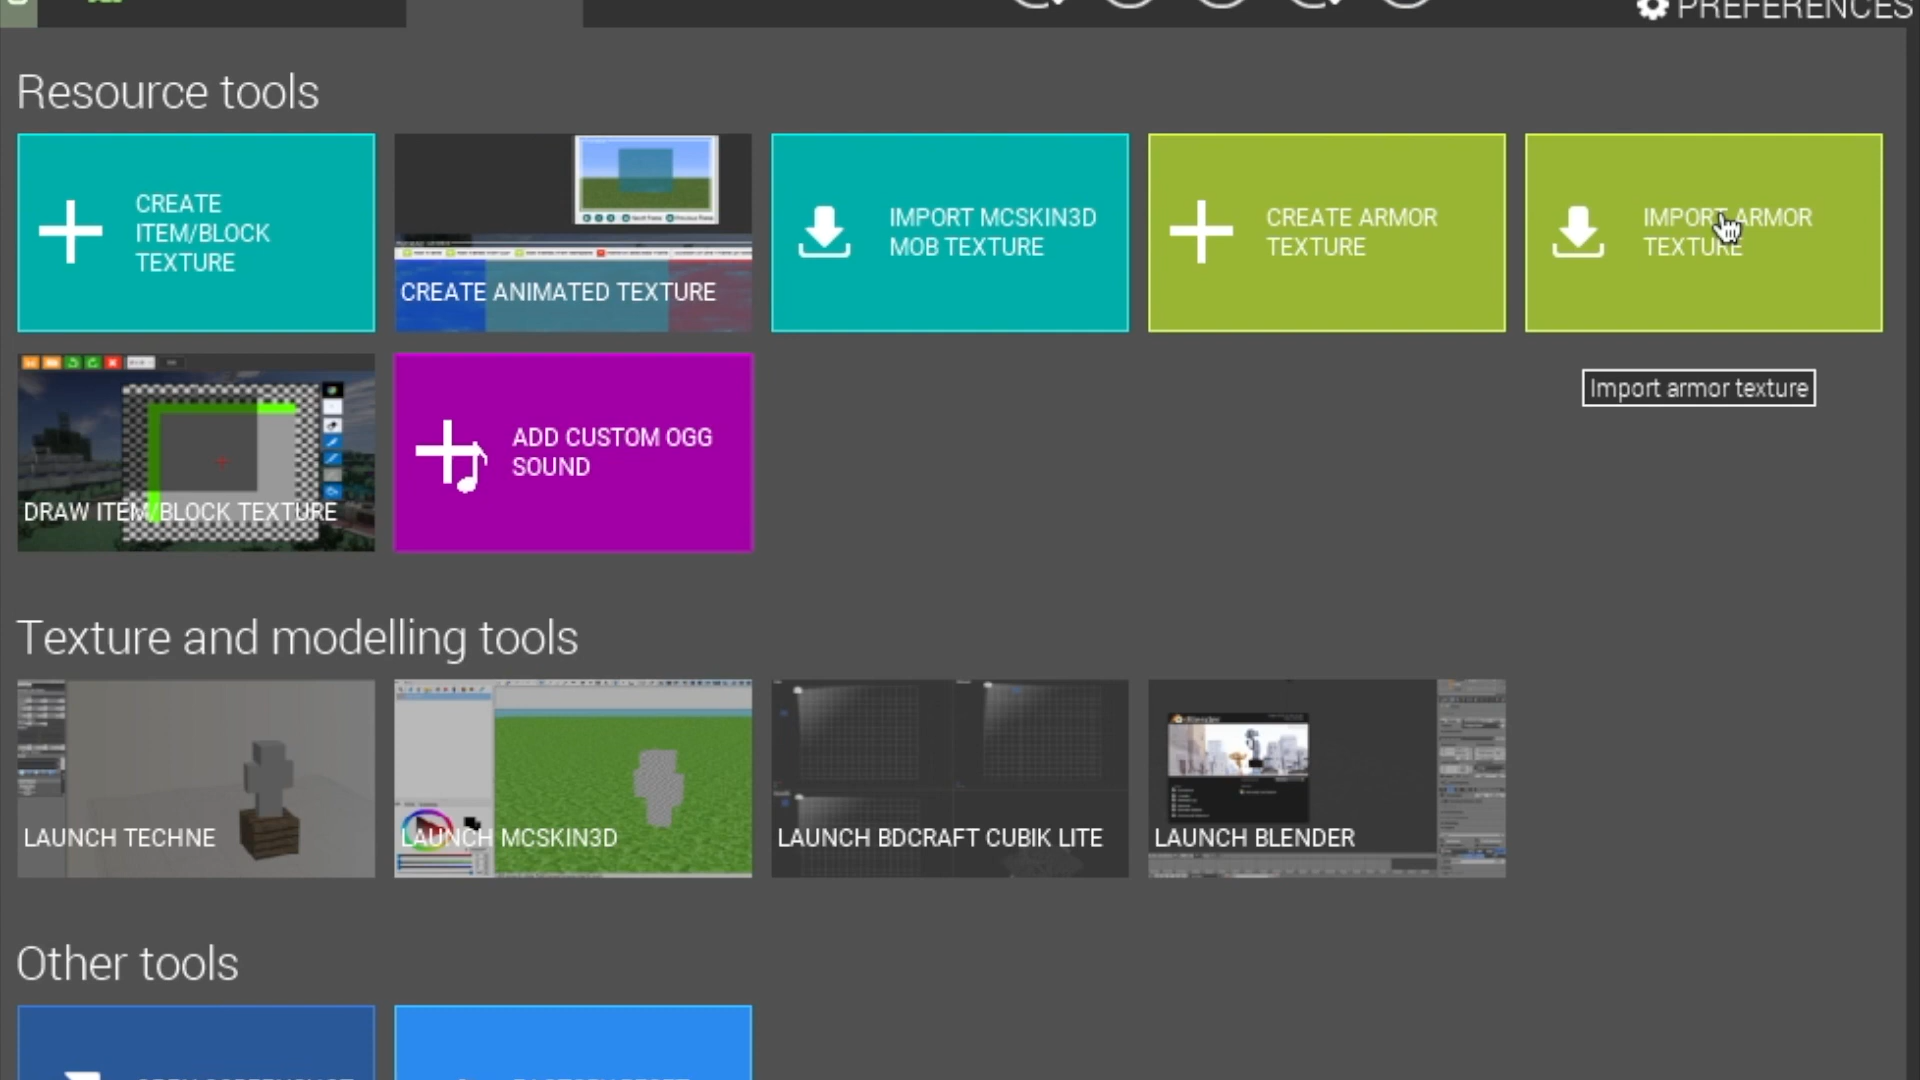 PREFERENCES
Resource tools
CREATE
ITEM/BLOCK
TEXTURE
CREATE ANIMATED TEXTURE
IMPORT MCSKIN3D
MOB TEXTURE
CREATE ARMOR
TEXTURE
IMPORT ARMOR
TEXTURE
DRAW ITEM/BLOCK TEXTURE
ADD CUSTOM OGG
SOUND
Import armor texture
Texture and modelling tools
LAUNCH TECHNE
LAUNCH MCSKIN3D
LAUNCH BDCRAFT CUBIK LITE
LAUNCH BLENDER
Other tools